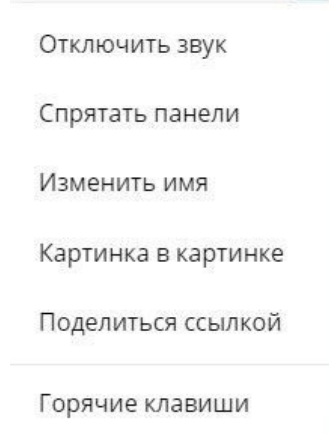 Отключить звук
Спрятать панели
Изменить имя
Картинка в картинке
Поделиться ссылкой
Горячие клавиши